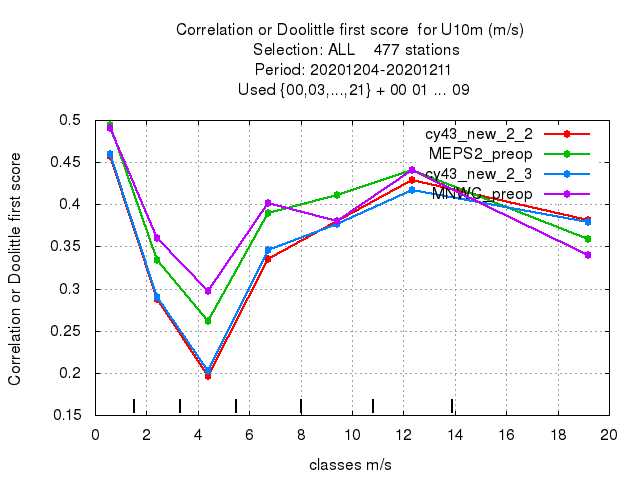 Correlation or Doolittle first score  for U10m (m/s)
Selection: ALL    477 stations
Period: 20201204-20201211
Used {00,03,...,21} + 00 01 ... 09
Correlation or Doolittle first score
0.5
0.45
0.4
0.35
0.3
0.25
0.2
0.15
cy43_new_2_2
MEPS2_preop
cy43_new_2_3
MNWC_preop
0 2 4 6 8 10 12 14 16 18 20
classes m/s